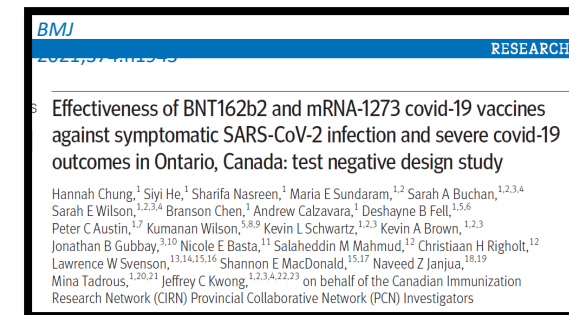 BMJ
RESEARCH
2021;374:n1943
s
Effectiveness of BNT162b2 and mRNA-1273 covid-19 vaccines
against symptomatic SARS-CoV-2 infection and severe covid-19
outcomes in Ontario, Canada: test negative design study
Hannah Chung,1 Siyi He,1 Sharifa Nasreen,1 Maria E Sundaram,1,2 Sarah A Buchan,1,2,3,4
Sarah E Wilson,1,2,3,4 Branson Chen,1 Andrew Calzavara,1 Deshayne B Fell,1,5,6
Peter C Austin,1,7 Kumanan Wilson,5,8,9 Kevin L Schwartz,1,2,3 Kevin A Brown, 1,2,3
Jonathan B Gubbay,3,10 Nicole E Basta,11 Salaheddin M Mahmud,12 Christiaan H Righolt,12
Lawrence W Svenson,13,14,15,16 Shannon E MacDonald,15,17 Naveed Z Janjua,18,19
Mina Tadrous,1,20,21 Jeffrey C Kwong,1,2,3,4,22,23 on behalf of the Canadian Immunization
Research Network (CIRN) Provincial Collaborative Network (PCN) Investigators